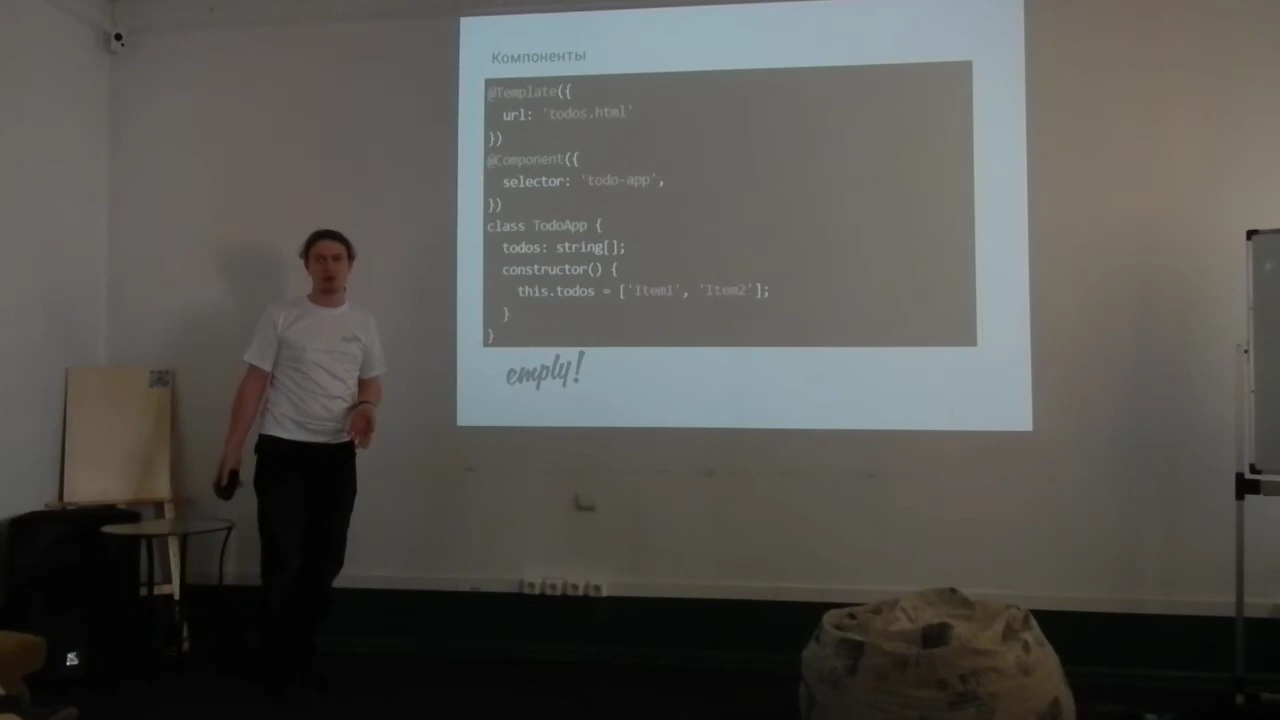 Компоненты
@Template({
  url: 'todos.html'
})
@Component({
  selector: 'todo-app',
})
class TodoApp {
  todos: string[];
  constructor() {
    this.todos = ['Item1', 'Item2'];
  }
}
emply!